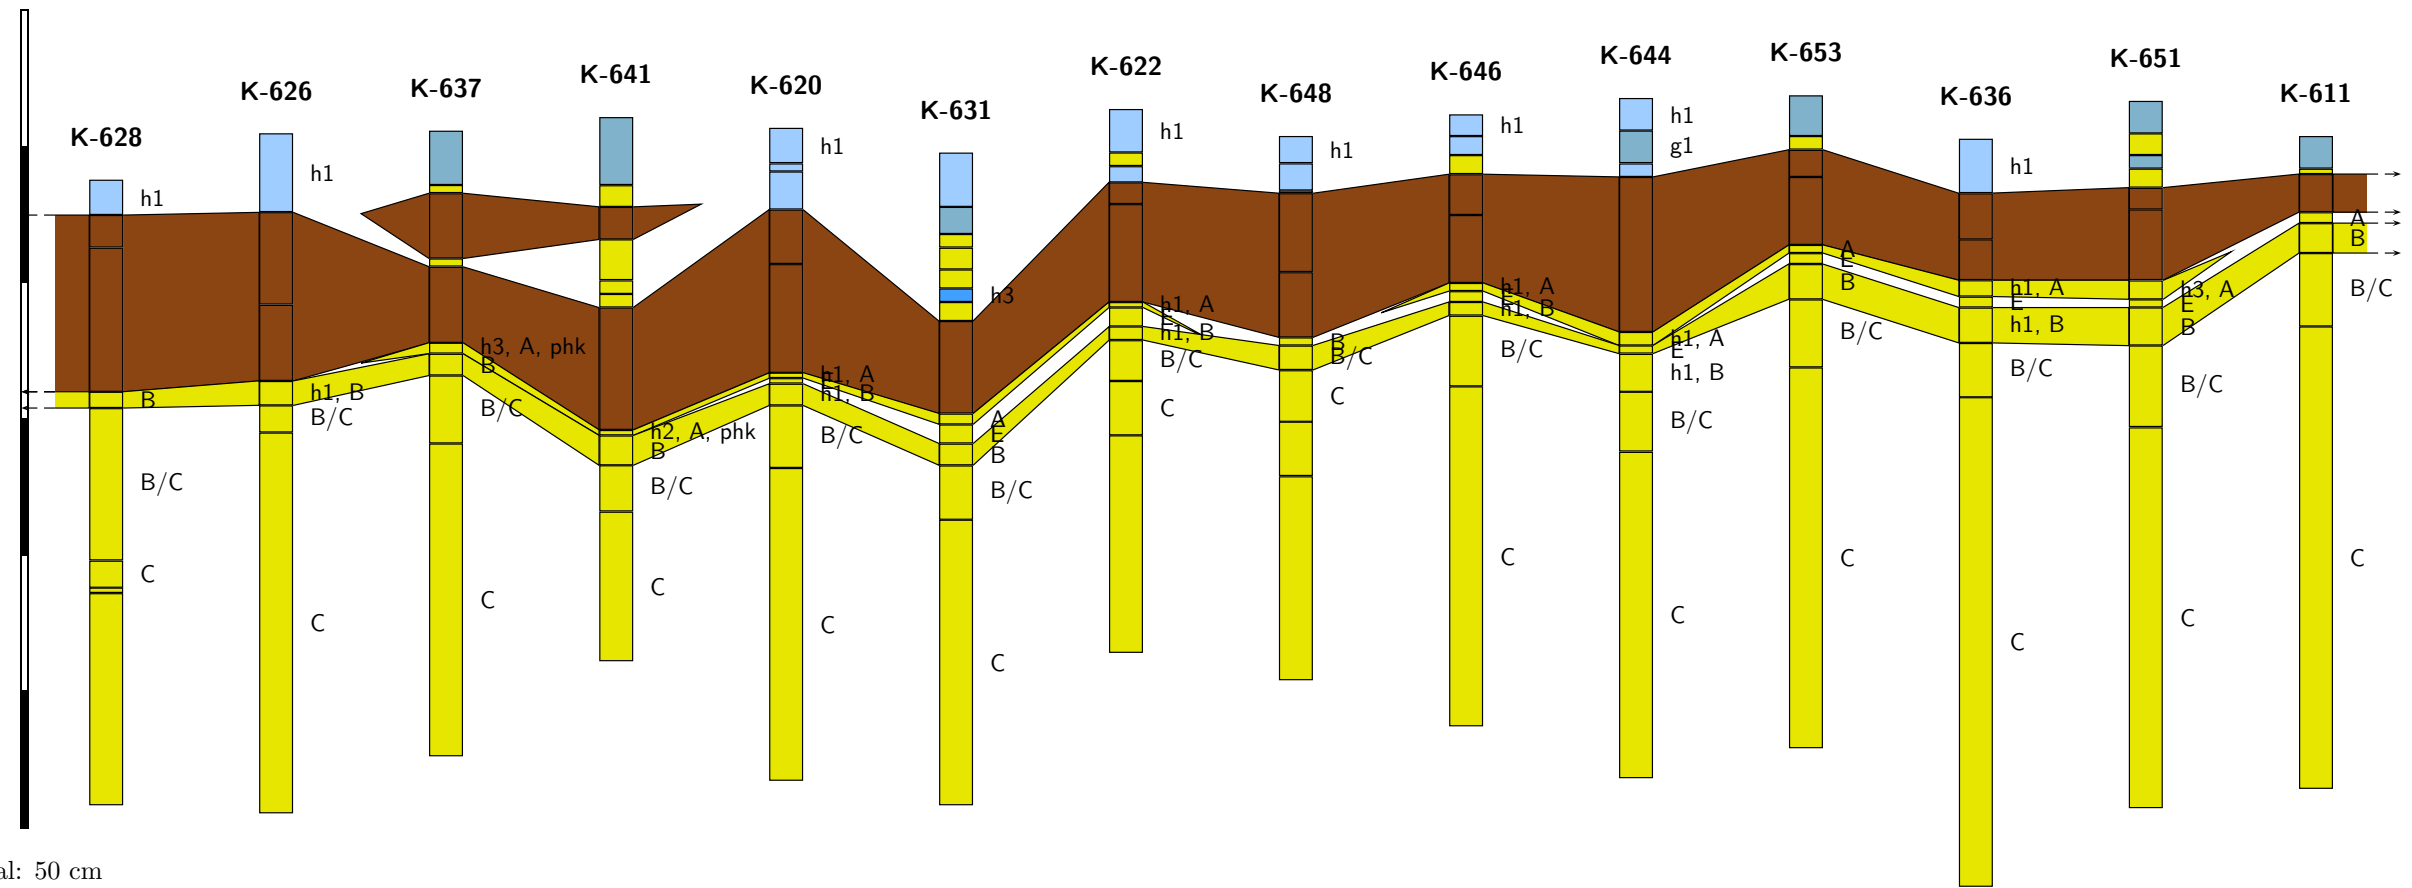 K-628
h1
B
B/C
C
K-626
h1
h1, B
B/C
C
K-637
h3, A, phk
B
B/C
C
K-641
h2, A, phk
B
B/C
C
K-620
h1
h1, A
E
h1, B
B/C
C
K-631
h3
A
E
B
B/C
C
K-622
h1
h1, A
E
h1, B
B/C
C
K-648
h1
B
B/C
C
K-646
h1
h1, A
E
h1, B
B/C
C
K-644
h1
g1
h1, A
E
h1, B
B/C
C
K-653
A
E
B
B/C
C
K-636
h1
h1, A
E
h1, B
B/C
C
K-651
h3, A
E
B
B/C
C
K-611
A
B
B/C
C
al: 50 cm